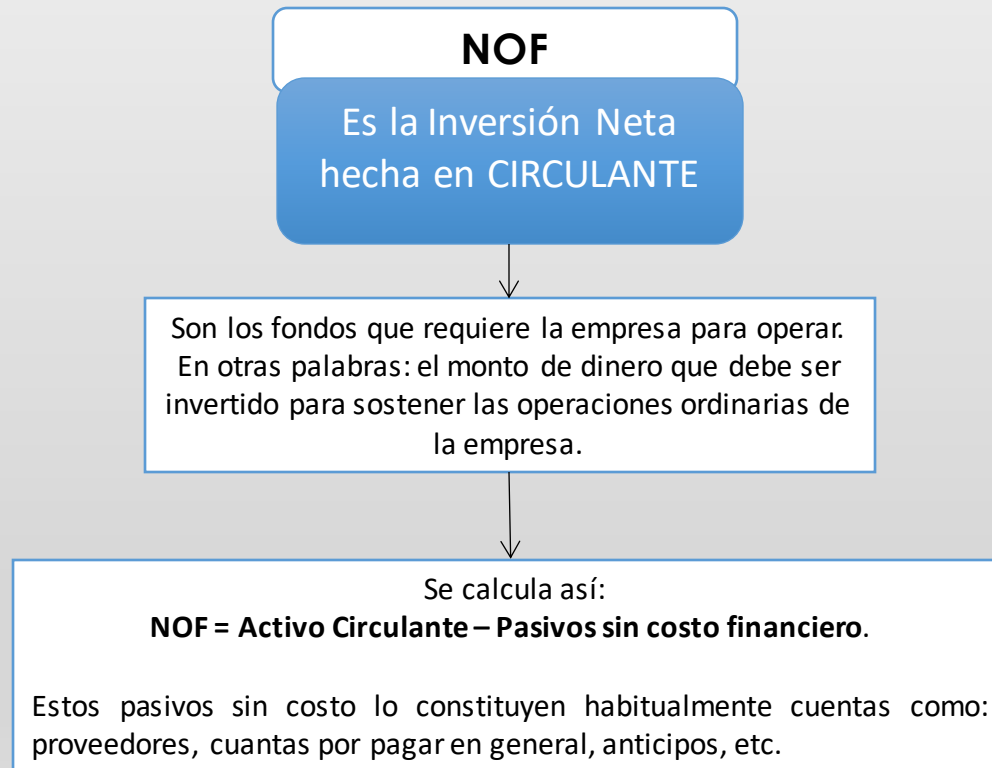 NOF
Es la Inversión Neta
hecha en CIRCULANTE
Son los fondos que requiere la empresa para operar.
En otras palabras: el monto de dinero que debe ser
invertido para sostener las operaciones ordinarias de
la empresa.
Se calcula así:
NOF = Activo Circulante – Pasivos sin costo financiero.
Estos pasivos sin costo lo constituyen habitualmente cuentas como:
proveedores, cuantas por pagar en general, anticipos, etc.